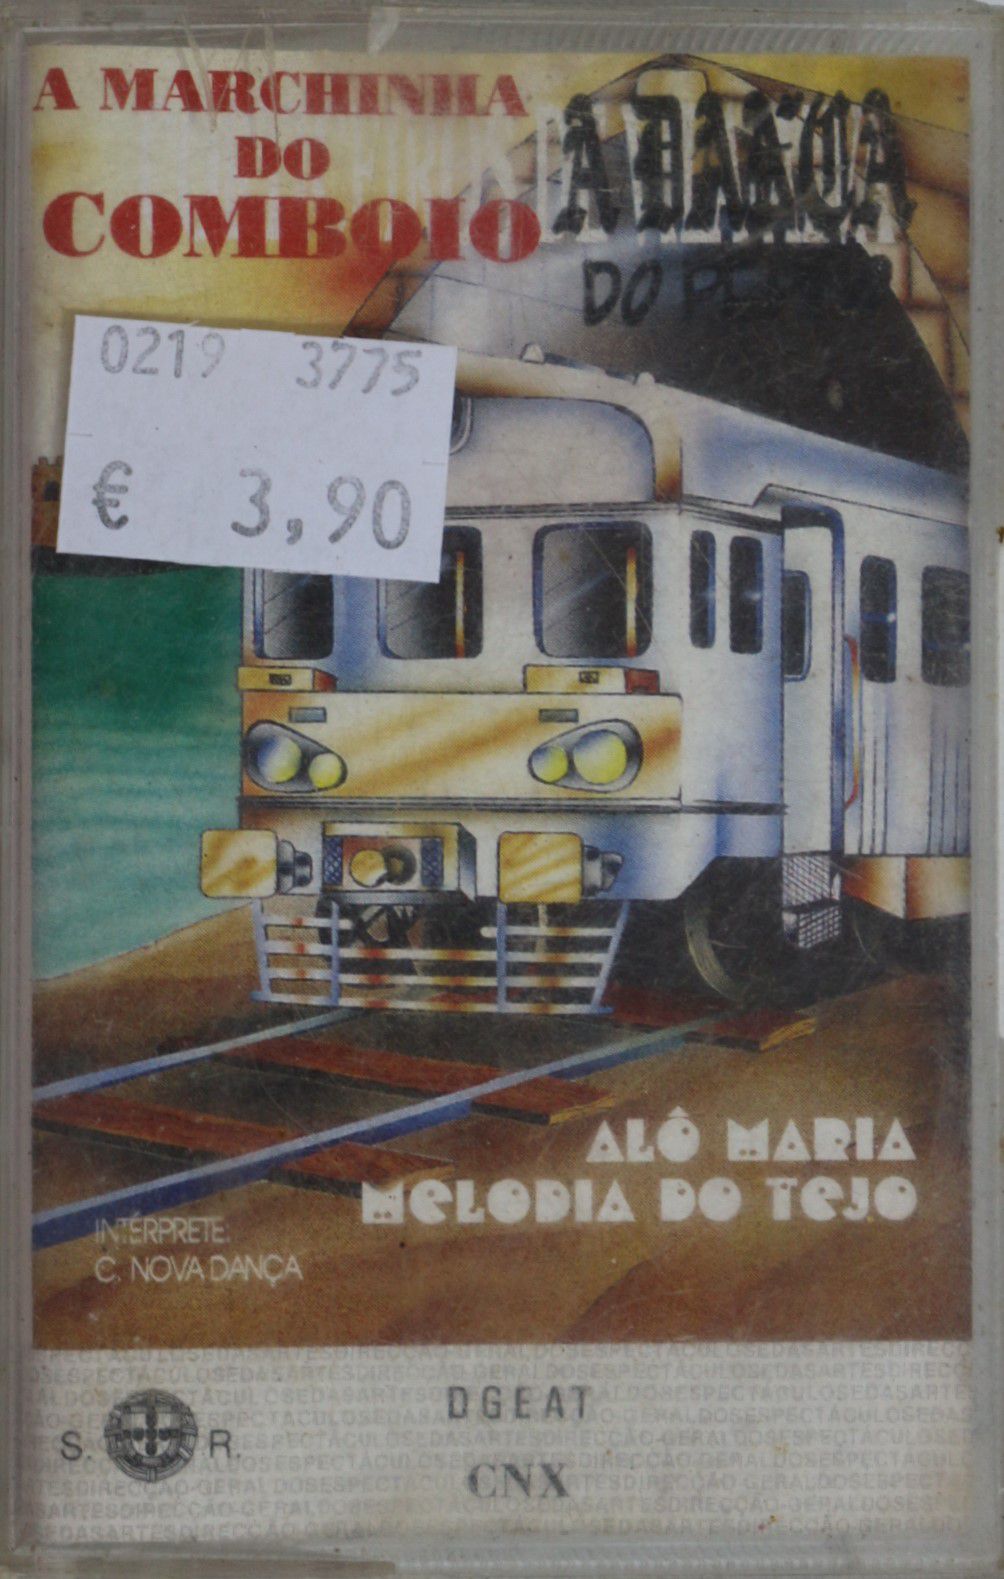 A MARCHINHA
DO
COMBOIO
DO
0219 3775
€ 3,90
ALÔ MARIA
MELODIA DO TEJO
INTÉRPRETE:
C. NOVA DANÇA
DGEAT
S. R.
CNX